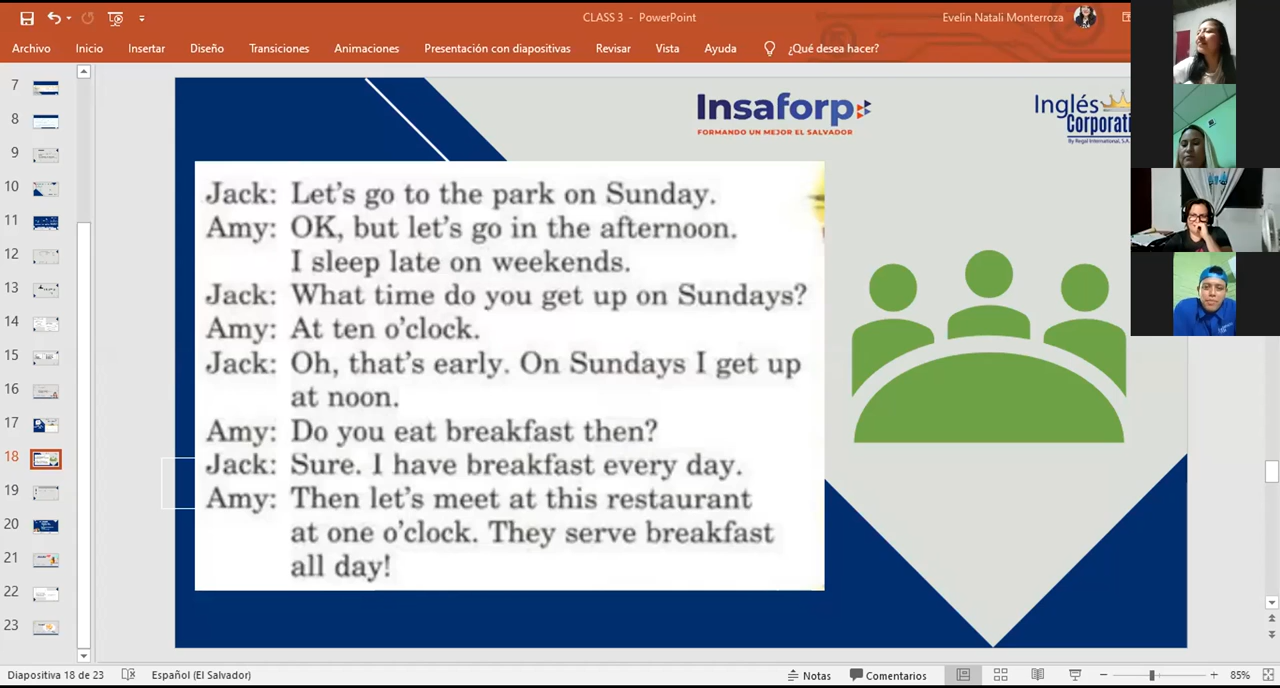 CLASS 3 - PowerPoint
Evelin Natali Monterroza
Archivo Inicio Insertar Diseño Transiciones Animaciones Presentación con diapositivas Revisar Vista Ayuda ¿Qué desea hacer?
7
8
9
10
11
12
13
14
15
16
17
18
19
20
21
22
23
Insaforp
FORMANDO UN MEJOR EL SALVADOR
Inglés
Corporati
By Regal International, S.A.
Jack: Let's go to the park on Sunday.
Amy: OK, but let's go in the afternoon.
I sleep late on weekends.
Jack: What time do you get up on Sundays?
Amy: At ten o'clock.
Jack: Oh, that's early. On Sundays I get up
at noon.
Amy: Do you eat breakfast then?
Jack: Sure. I have breakfast every day.
Amy: Then let's meet at this restaurant
at one o'clock. They serve breakfast
all day!
Diapositiva 18 de 23 Español (El Salvador) Notas Comentarios 85%